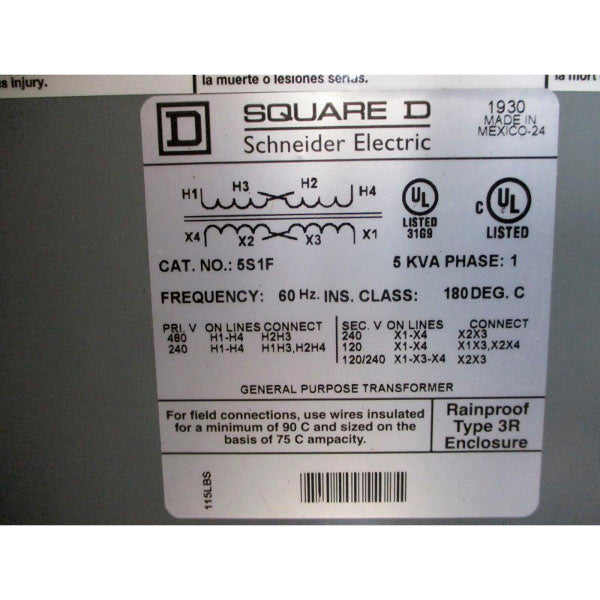 s injury.
la muerte o lesiones serias.
la mort
D
SQUARE D
Schneider Electric
1930
MADE IN
MEXICO-24
H1 H3 H2 H4
X4 X2 X3 X1
UL
LISTED
31G9
C UL
LISTED
CAT. NO.: 5S1F
5 KVA PHASE: 1
FREQUENCY: 60 Hz. INS. CLASS: 180 DEG. C
PRI. V ON LINES CONNECT
480 H1-H4 H2H3
240 H1-H4 H1H3,H2H4
SEC. V ON LINES CONNECT
240 X1-X4 X2X3
120 X1-X4 X1X3,X2X4
120/240 X1-X3-X4 X2X3
GENERAL PURPOSE TRANSFORMER
For field connections, use wires insulated
for a minimum of 90 C and sized on the
basis of 75 C ampacity.
Rainproof
Type 3R
Enclosure
115LBS